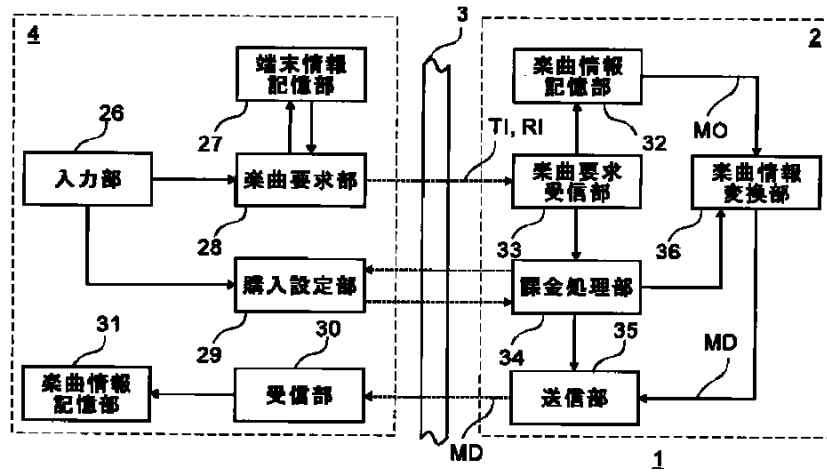 4
3
2
端末情報
記憶部
楽曲情報
記憶部
26
27
TI, RI
32
MO
入力部
楽曲要求部
楽曲要求
受信部
楽曲情報
変換部
28
33
36
購入設定部
課金処理部
31
29
30
34
35
MD
楽曲情報
記憶部
受信部
送信部
MD
1